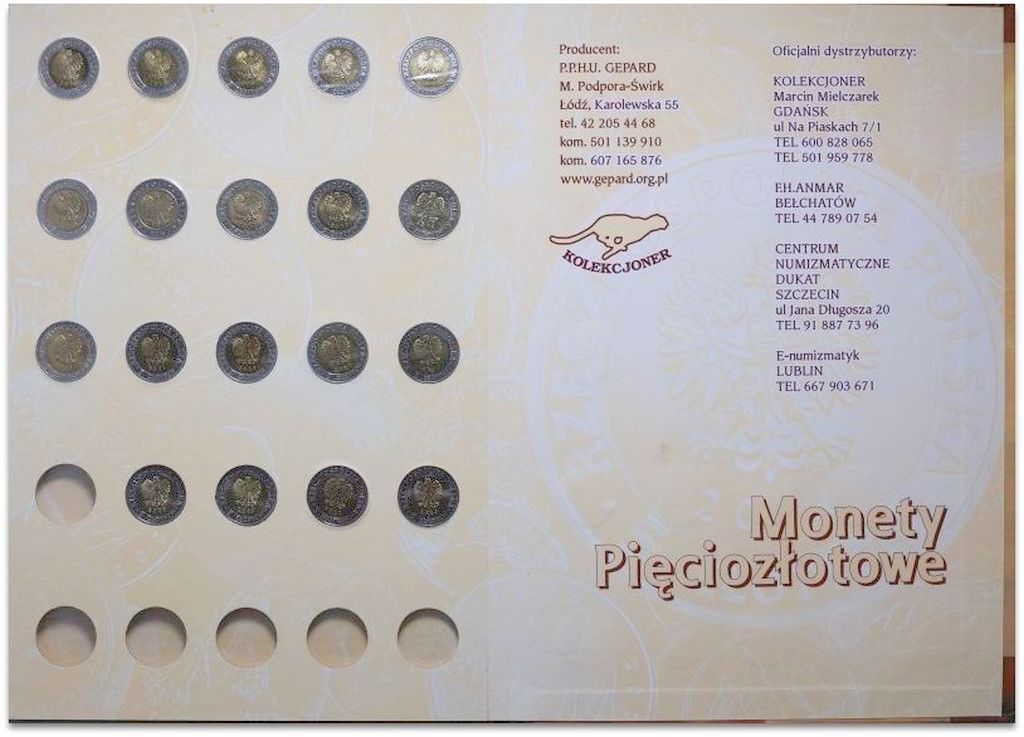 Producent:
P.P.H.U. GEPARD
M. Podpora-Świrk
Łódź, Karolewska 55
tel. 42 205 44 68
kom. 501 139 910
kom. 607 165 876
www.gepard.org.pl
KOLEKCJONER
Oficjalni dystrzybutorzy:
KOLEKCJONER
Marcin Mielczarek
GDAŃSK
ul Na Piaskach 7/1
TEL 600 828 065
TEL 501 959 778
F.H.ANMAR
BEŁCHATÓW
TEL 44 789 07 54
CENTRUM
NUMIZMATYCZNE
DUKAT
SZCZECIN
ul Jana Długosza 20
TEL 91 887 73 96
E-numizmatyk
LUBLIN
TEL 667 903 671
Monety
Pięciozłotowe